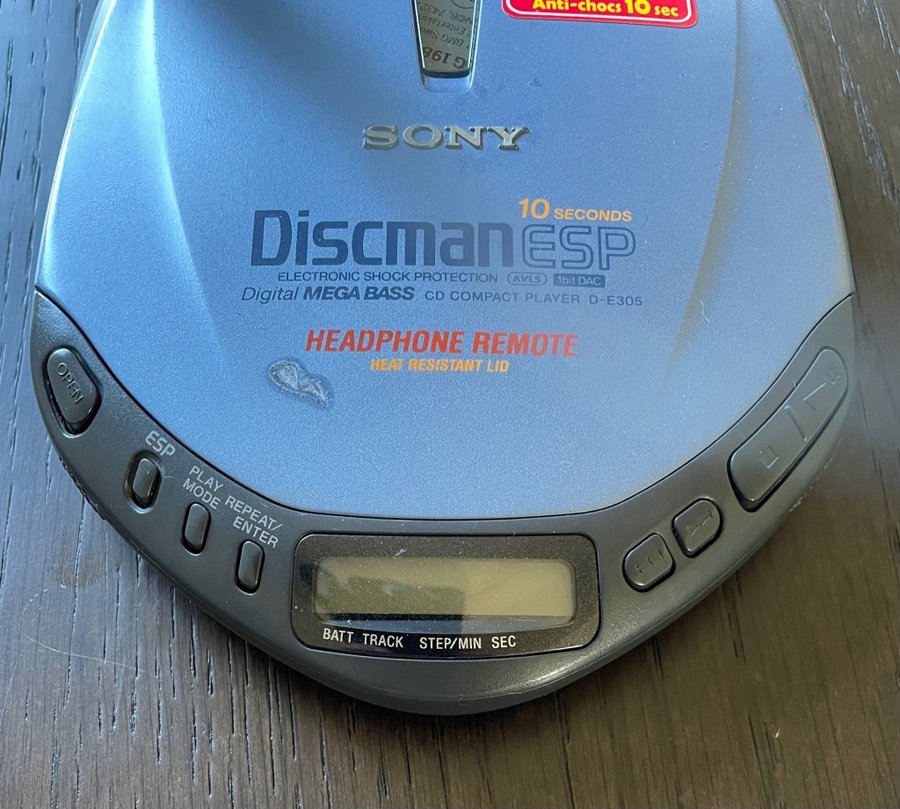 Anti-chocs 10 sec
BMG
G 198
SONY
10 SECONDS
Discman ESP
ELECTRONIC SHOCK PROTECTION AVLS 1bit DAC
Digital MEGA BASS CD COMPACT PLAYER D-E305
HEADPHONE REMOTE
HEAT RESISTANT LID
OPEN
ESP
PLAY
MODE
REPEAT/
ENTER
BATT TRACK STEP/MIN SEC